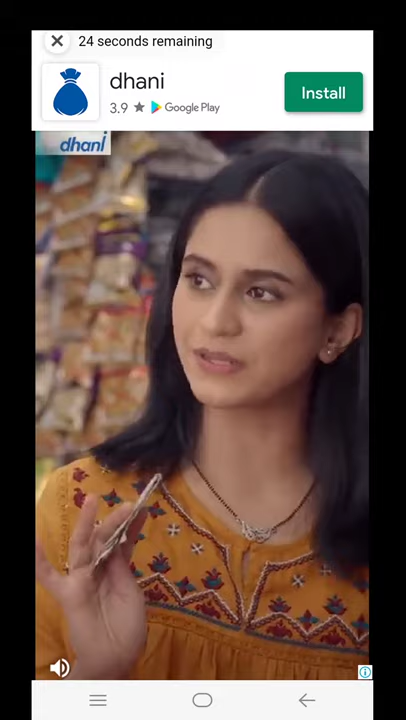 24 seconds remaining
dhani
3.9 ★ Google Play
Install
dhani